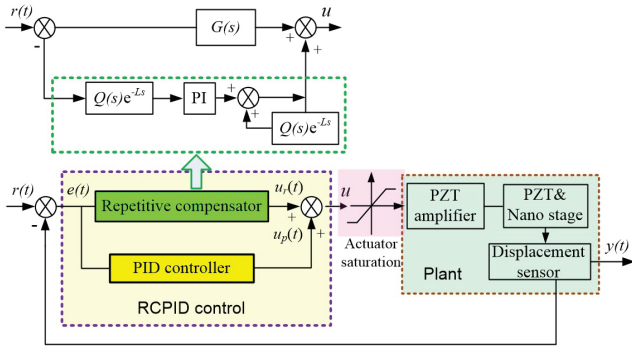 r(t)
-
G(s)
+
+
u
Q(s)e^-Ls
PI
+
+
Q(s)e^-Ls
r(t)
-
e(t)
Repetitive compensator
u_r(t)
+
u_p(t)
+
PID controller
RCPID control
u
Actuator
saturation
PZT
amplifier
PZT&
Nano stage
Displacement
sensor
y(t)
Plant